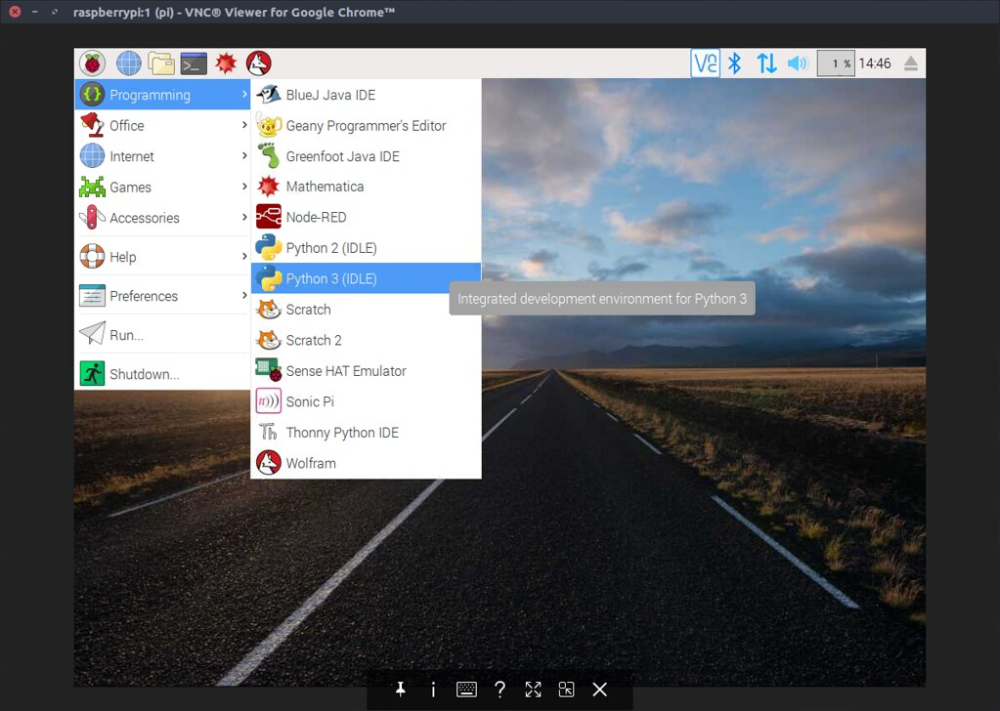 raspberrypi:1 (pi) - VNC® Viewer for Google Chrome™
1 % 14:46
Programming
Office
Internet
Games
Accessories
Help
Preferences
Run...
Shutdown...
BlueJ Java IDE
Geany Programmer's Editor
Greenfoot Java IDE
Mathematica
Node-RED
Python 2 (IDLE)
Python 3 (IDLE)
Integrated development environment for Python 3
Scratch
Scratch 2
Sense HAT Emulator
Sonic Pi
Th Thonny Python IDE
Wolfram